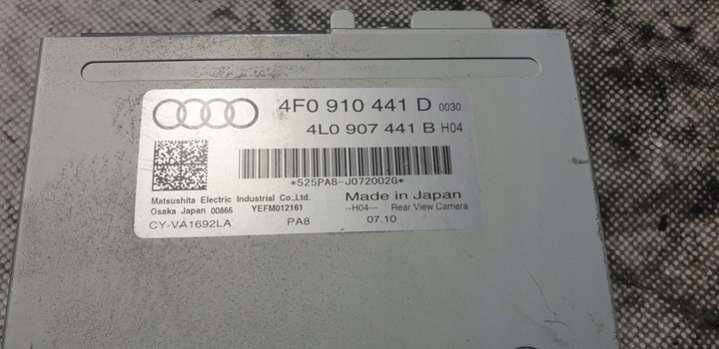 4F0 910 441 D 0030
4L0 907 441 B H04
*525PA8-J072002G*
Matsushita Electric Industrial Co.,Ltd. Made in Japan
Osaka Japan 00866 YEFM012161 —H04— Rear View Camera
CY-VA1692LA PA8 07.10